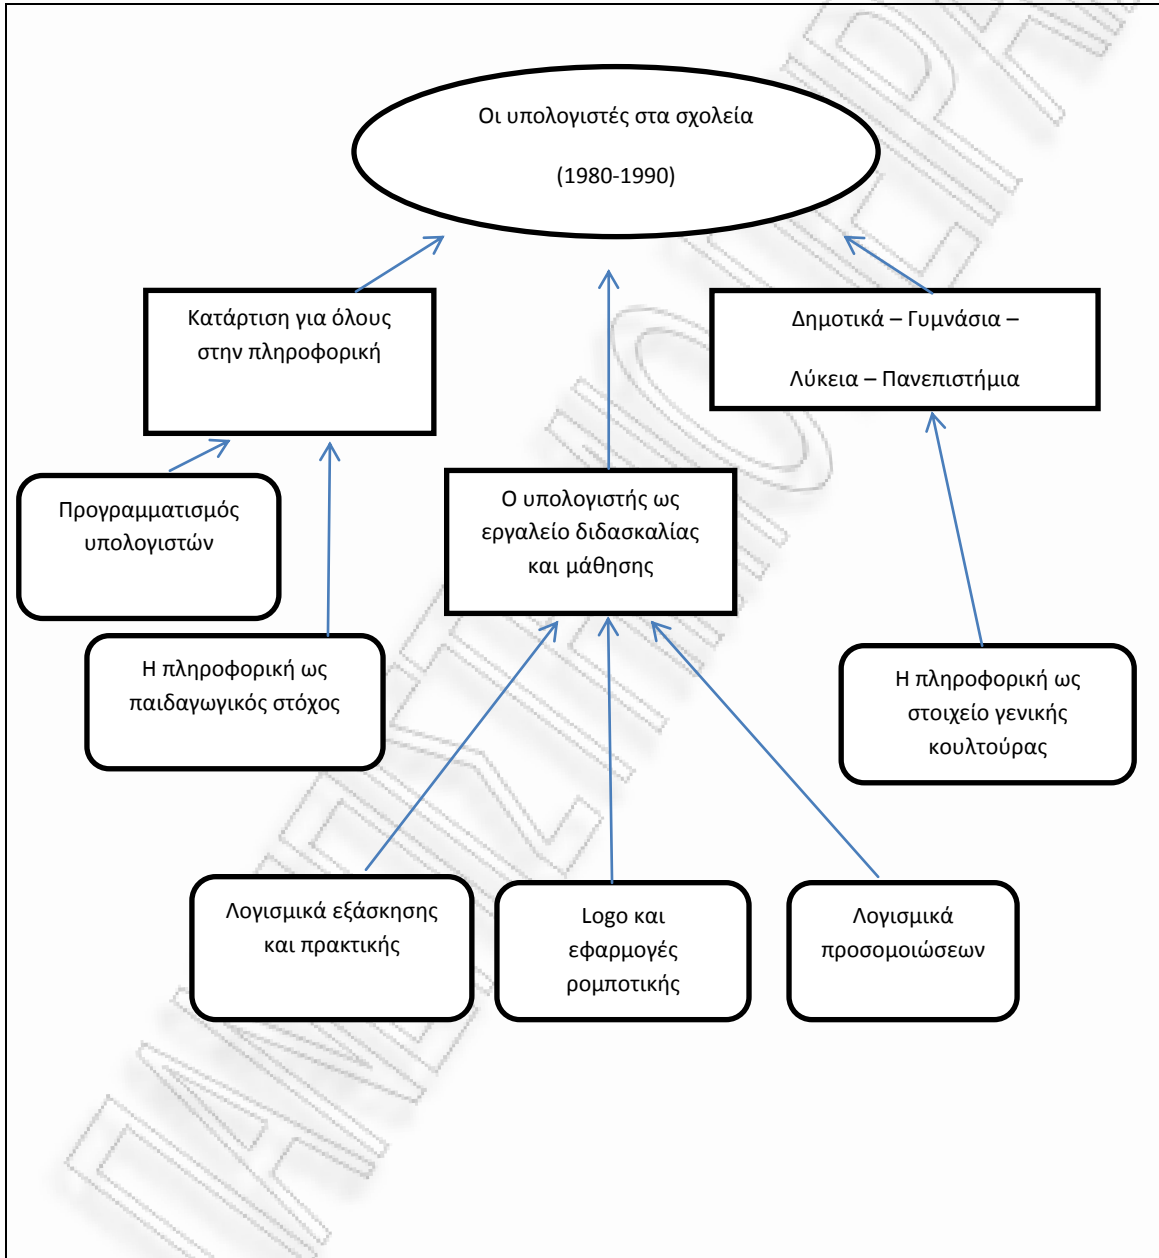 Οι υπολογιστές στα σχολεία
(1980-1990)
Κατάρτιση για όλους
στην πληροφορική
Δημοτικά – Γυμνάσια –
Λύκεια – Πανεπιστήμια
Προγραμματισμός
υπολογιστών
Ο υπολογιστής ως
εργαλείο διδασκαλίας
και μάθησης
Η πληροφορική ως
παιδαγωγικός στόχος
Η πληροφορική ως
στοιχείο γενικής
κουλτούρας
Λογισμικά εξάσκησης
και πρακτικής
Logo και
εφαρμογές
ρομποτικής
Λογισμικά
προσομοιώσεων